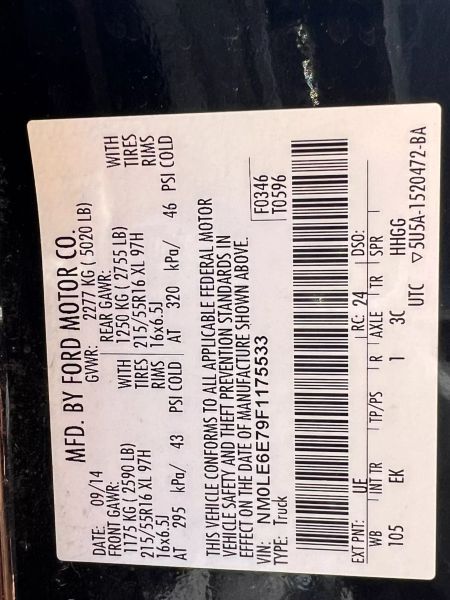 MFD. BY FORD MOTOR CO.
DATE: 09/14
GVWR: 2277 KG ( 5020 LB)
FRONT GAWR:
1175 KG ( 2590 LB)
WITH
215/55R16 XL 97H
TIRES
16x6.5J
RIMS
AT 295 kPa/ 43 PSI COLD
REAR GAWR:
1250 KG ( 2755 LB)
WITH
215/55R16 XL 97H
TIRES
16x6.5J
RIMS
AT 320 kPa/ 46 PSI COLD
THIS VEHICLE CONFORMS TO ALL APPLICABLE FEDERAL MOTOR
VEHICLE SAFETY AND THEFT PREVENTION STANDARDS IN
EFFECT ON THE DATE OF MANUFACTURE SHOWN ABOVE.
VIN: NM0LE6E79F1175533
TYPE: Truck
F0346
T0596
EXT PNT: UE RC: 24 DSO:
WB INT TR TP/PS R AXLE TR SPR
105 EK 1 3C HHGG
UTC ▽5U5A-1520472-BA